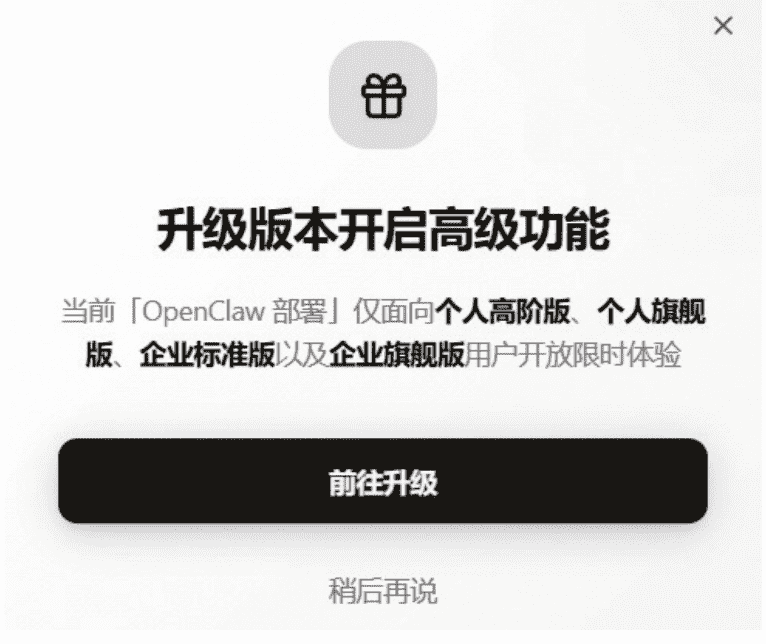 升级版本开启高级功能
当前「OpenClaw 部署」仅面向个人高阶版、个人旗舰
版、企业标准版以及企业旗舰版用户开放限时体验
前往升级
稍后再说